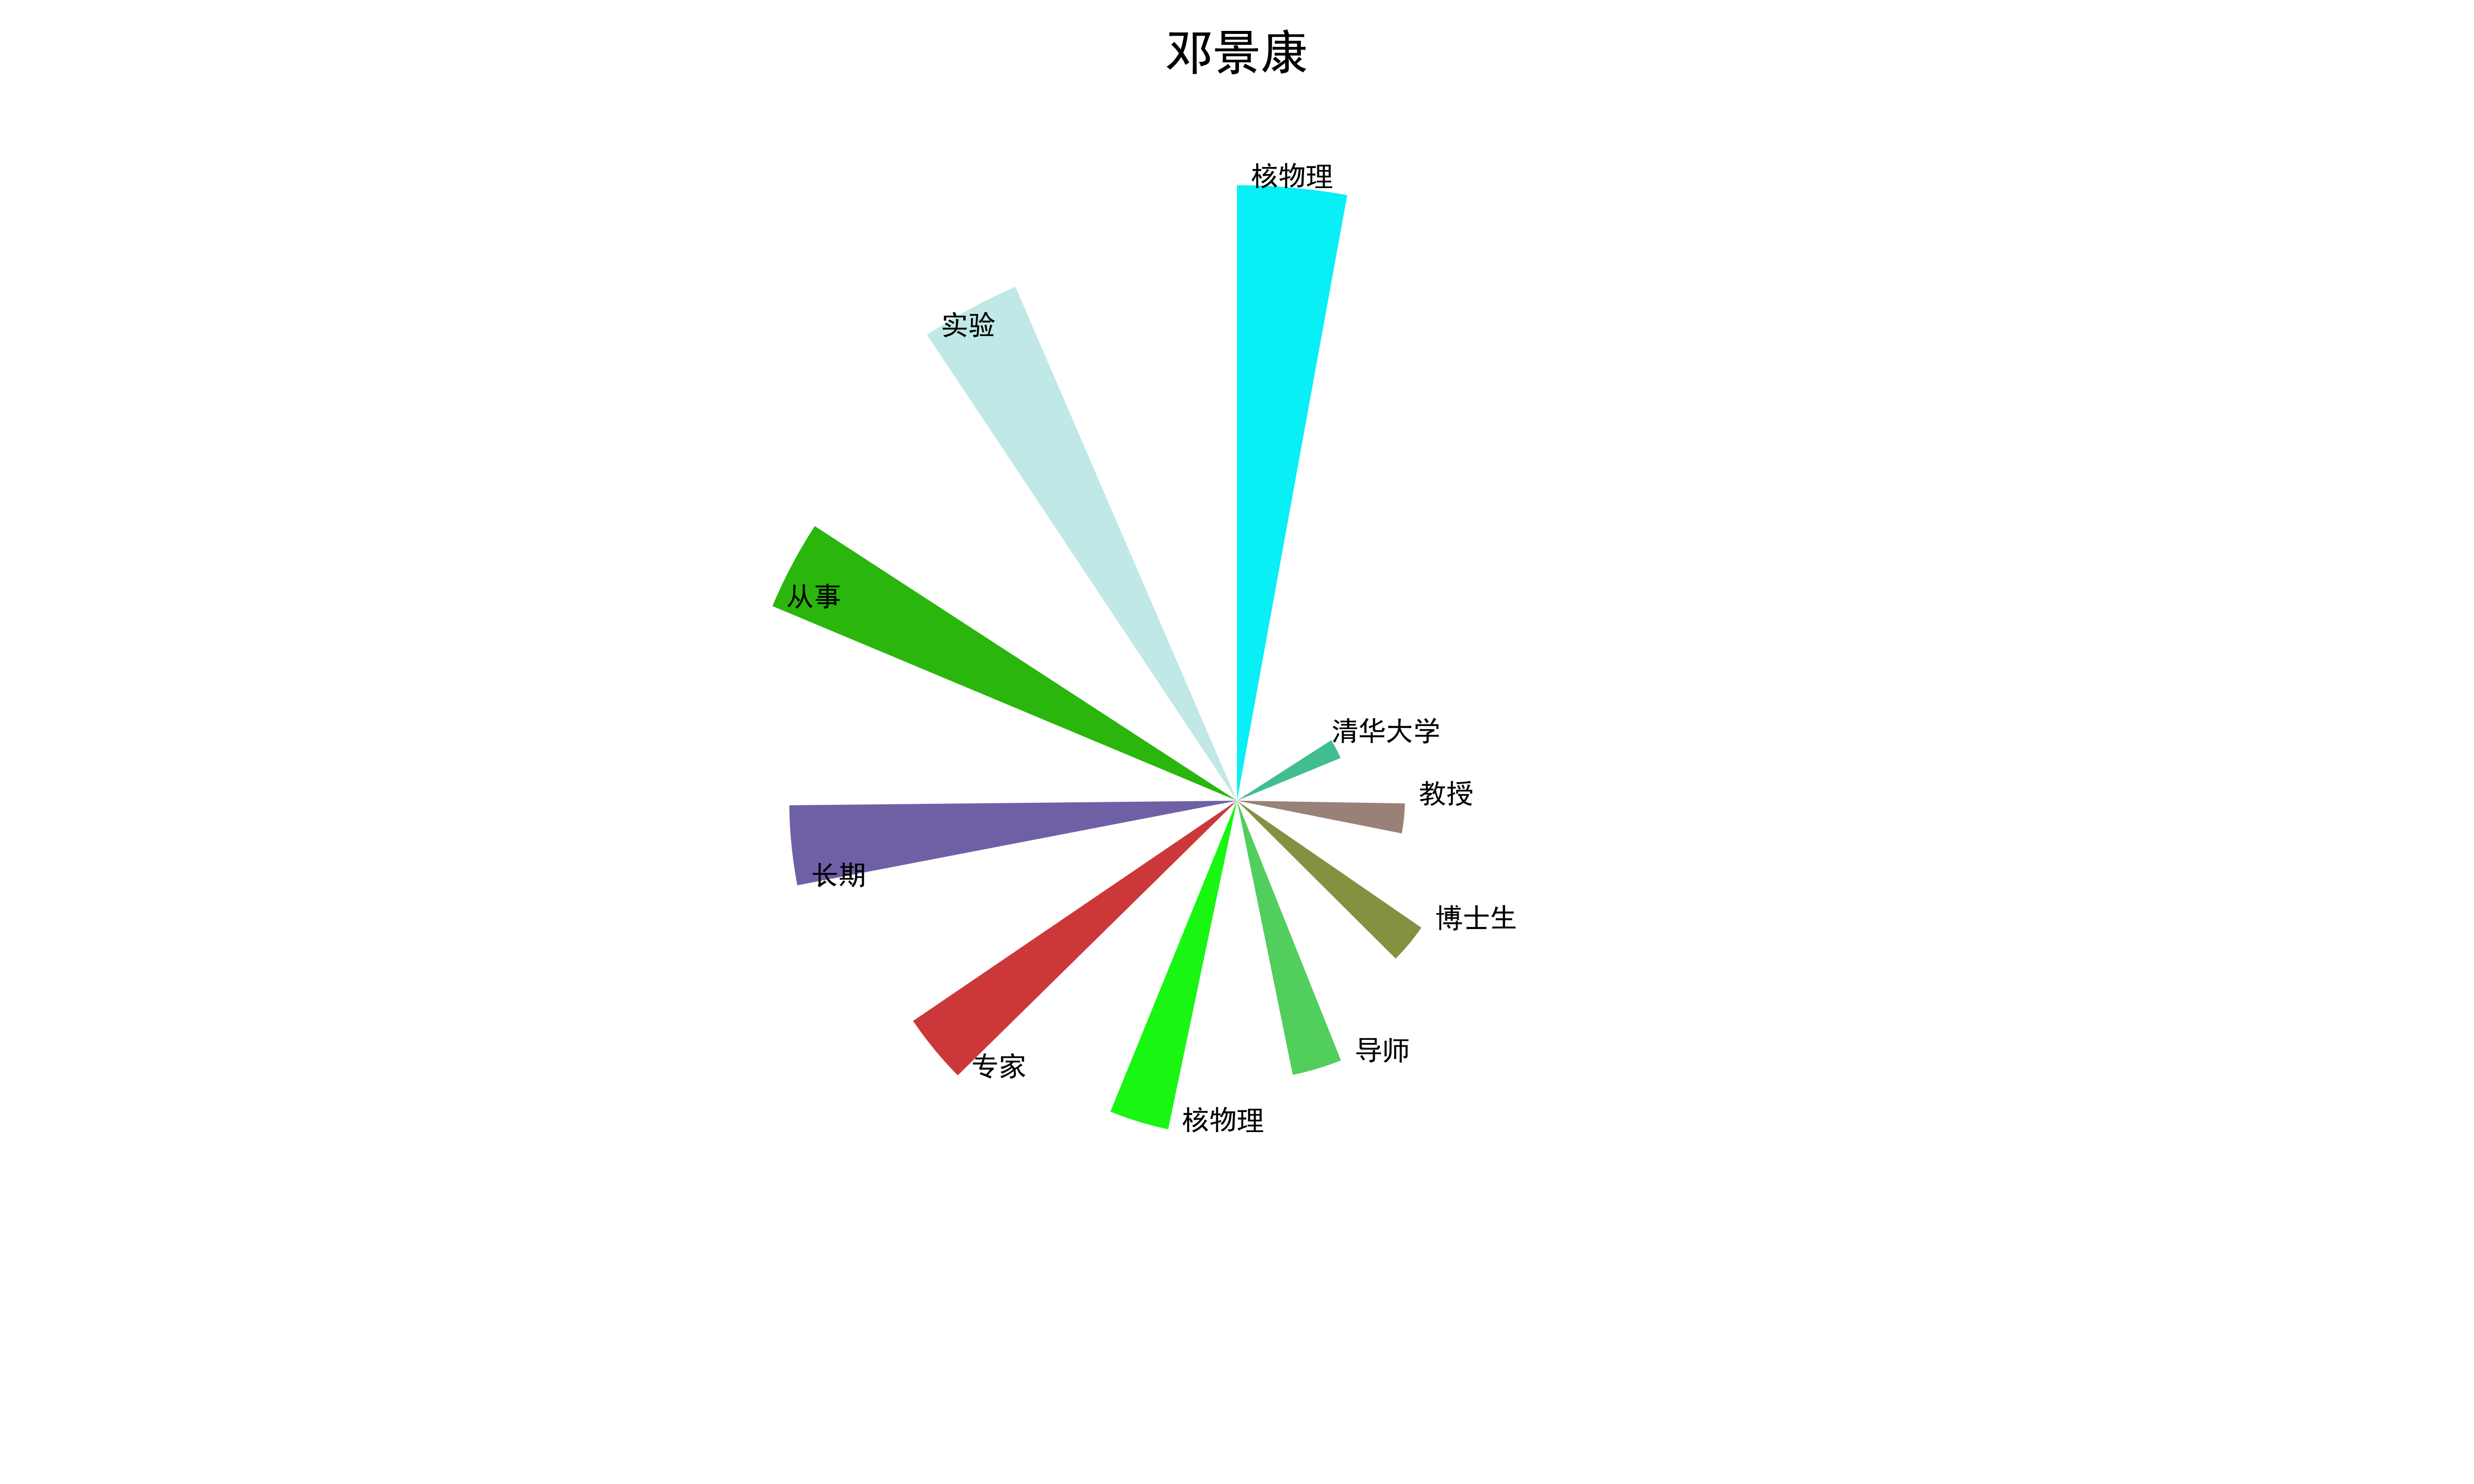 邓景康
核物理
实验
从事
清华大学
教授
长期
博士生
导师
专家
核物理